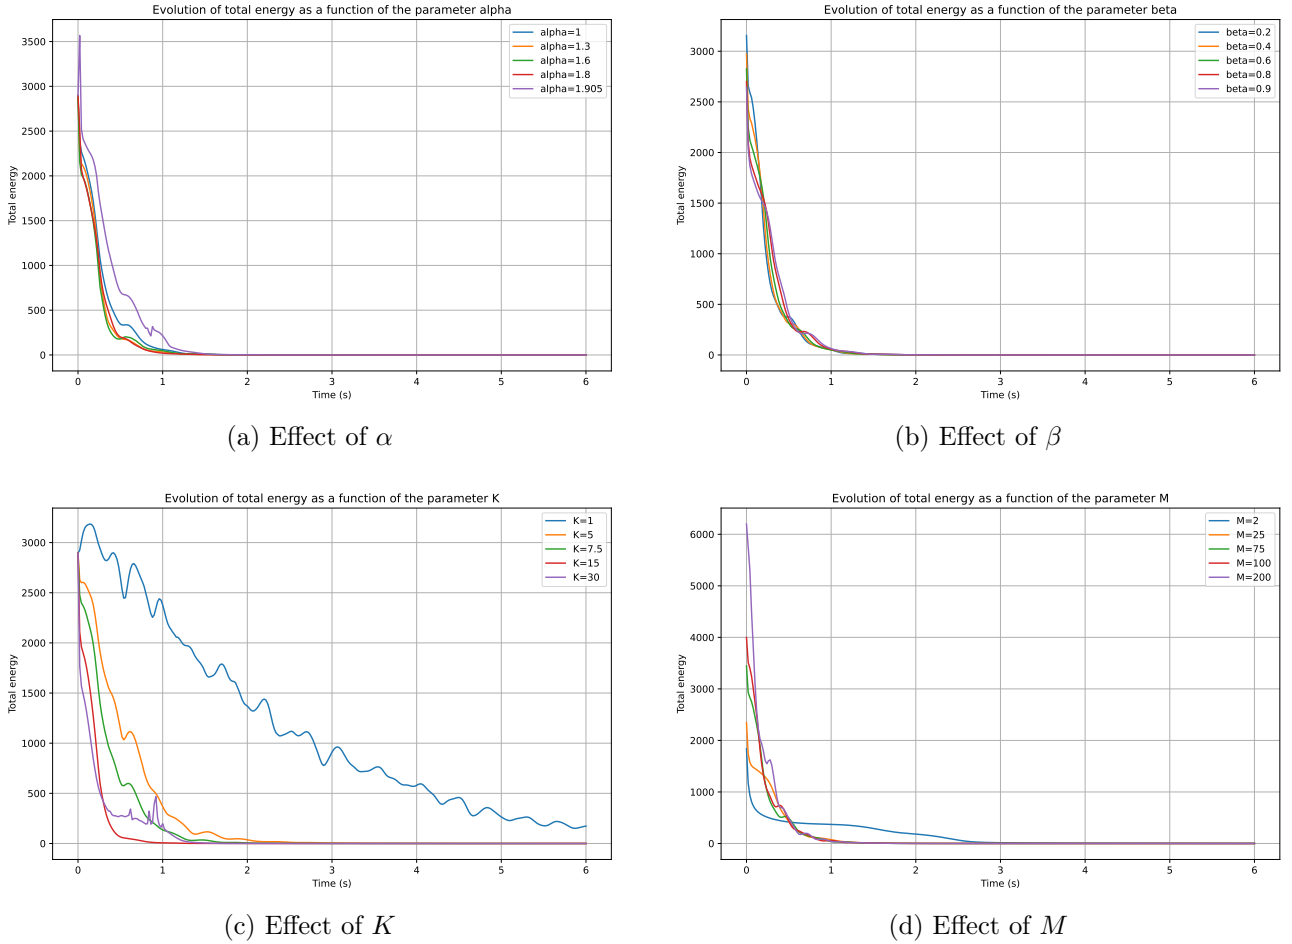 Evolution of total energy as a function of the parameter alpha
Total energy
3500
3000
2500
2000
1500
1000
500
0
alpha=1
alpha=1.3
alpha=1.6
alpha=1.8
alpha=1.905
0 1 2 3 4 5 6
Time (s)
(a) Effect of α
Evolution of total energy as a function of the parameter beta
Total energy
3000
2500
2000
1500
1000
500
0
beta=0.2
beta=0.4
beta=0.6
beta=0.8
beta=0.9
0 1 2 3 4 5 6
Time (s)
(b) Effect of β
Evolution of total energy as a function of the parameter K
Total energy
3000
2500
2000
1500
1000
500
0
K=1
K=5
K=7.5
K=15
K=30
0 1 2 3 4 5 6
Time (s)
(c) Effect of K
Evolution of total energy as a function of the parameter M
Total energy
6000
5000
4000
3000
2000
1000
0
M=2
M=25
M=75
M=100
M=200
0 1 2 3 4 5 6
Time (s)
(d) Effect of M